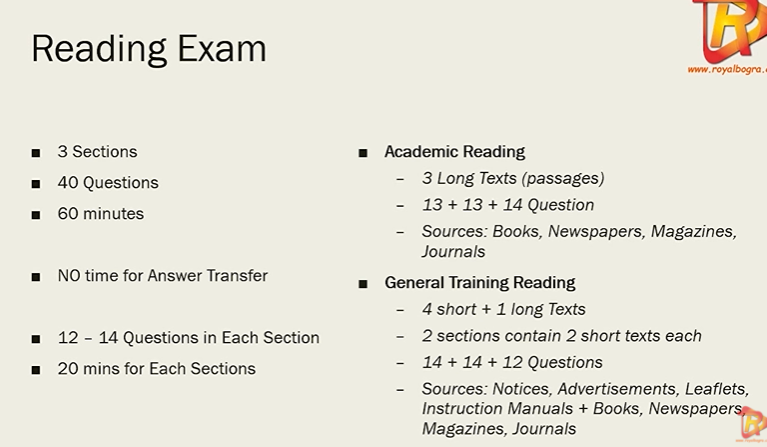 Reading Exam
www.royalbogra.c
■ 3 Sections
■ 40 Questions
■ 60 minutes
■ NO time for Answer Transfer
■ 12 – 14 Questions in Each Section
■ 20 mins for Each Sections
■ Academic Reading
– 3 Long Texts (passages)
– 13 + 13 + 14 Question
– Sources: Books, Newspapers, Magazines,
Journals
■ General Training Reading
– 4 short + 1 long Texts
– 2 sections contain 2 short texts each
– 14 + 14 + 12 Questions
– Sources: Notices, Advertisements, Leaflets,
Instruction Manuals + Books, Newspapers,
Magazines, Journals